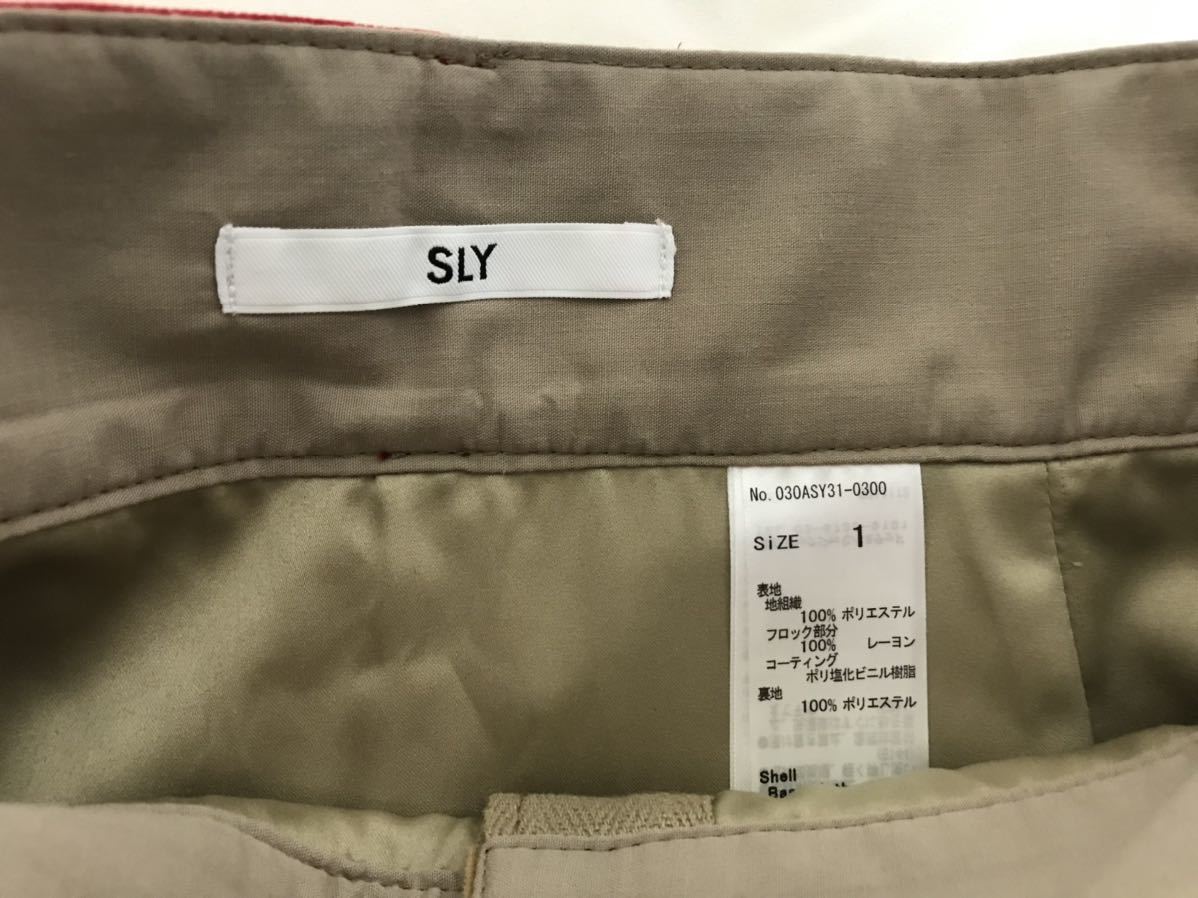 SLY
No. 030ASY31-0300
SiZE 1
表地
地組織
100% ポリエステル
フロック部分
100% レーヨン
コーティング
ポリ塩化ビニル樹脂
裏地
100% ポリエステル
Shell